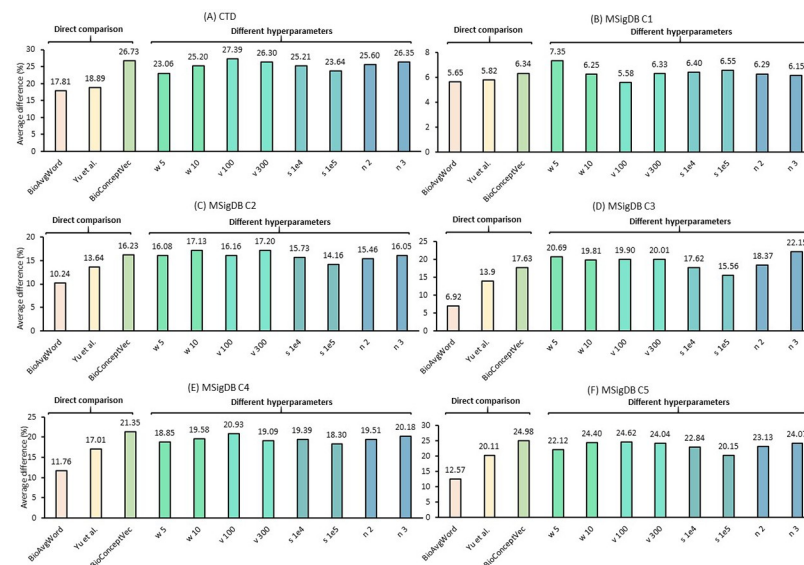 (A) CTD
Direct comparison
Different hyperparameters
Average difference (%)
30
25
20
15
10
5
0
17.81 18.89 26.73 23.06 25.20 27.39 26.30 25.21 23.64 25.60 26.35
BioAvgWord Yu et al. BioConceptVec w 5 w 10 v 100 v 300 s 1e4 s 1e5 n 2 n 3
(B) MSigDB C1
Direct comparison
Different hyperparameters
8
6
4
2
0
5.65 5.82 6.34 7.35 6.25 5.58 6.33 6.40 6.55 6.29 6.15
BioAvgWord Yu et al. BioConceptVec w 5 w 10 v 100 v 300 s 1e4 s 1e5 n 2 n 3
(C) MSigDB C2
Direct comparison
Different hyperparameters
Average difference (%)
20
15
10
5
0
10.24 13.64 16.23 16.08 17.13 16.16 17.20 15.73 14.16 15.46 16.05
BioAvgWord Yu et al. BioConceptVec w 5 w 10 v 100 v 300 s 1e4 s 1e5 n 2 n 3
(D) MSigDB C3
Direct comparison
Different hyperparameters
25
20
15
10
5
0
6.92 13.9 17.63 20.69 19.81 19.90 20.01 17.62 15.56 18.37 22.15
BioAvgWord Yu et al. BioConceptVec w 5 w 10 v 100 v 300 s 1e4 s 1e5 n 2 n 3
(E) MSigDB C4
Direct comparison
Different hyperparameters
Average difference (%)
25
20
15
10
5
0
11.76 17.01 21.35 18.85 19.58 20.93 19.09 19.39 18.30 19.51 20.18
BioAvgWord Yu et al. BioConceptVec w 5 w 10 v 100 v 300 s 1e4 s 1e5 n 2 n 3
(F) MSigDB C5
Direct comparison
Different hyperparameters
30
25
20
15
10
5
0
12.57 20.11 24.98 22.12 24.40 24.62 24.04 22.84 20.15 23.13 24.07
BioAvgWord Yu et al. BioConceptVec w 5 w 10 v 100 v 300 s 1e4 s 1e5 n 2 n 3